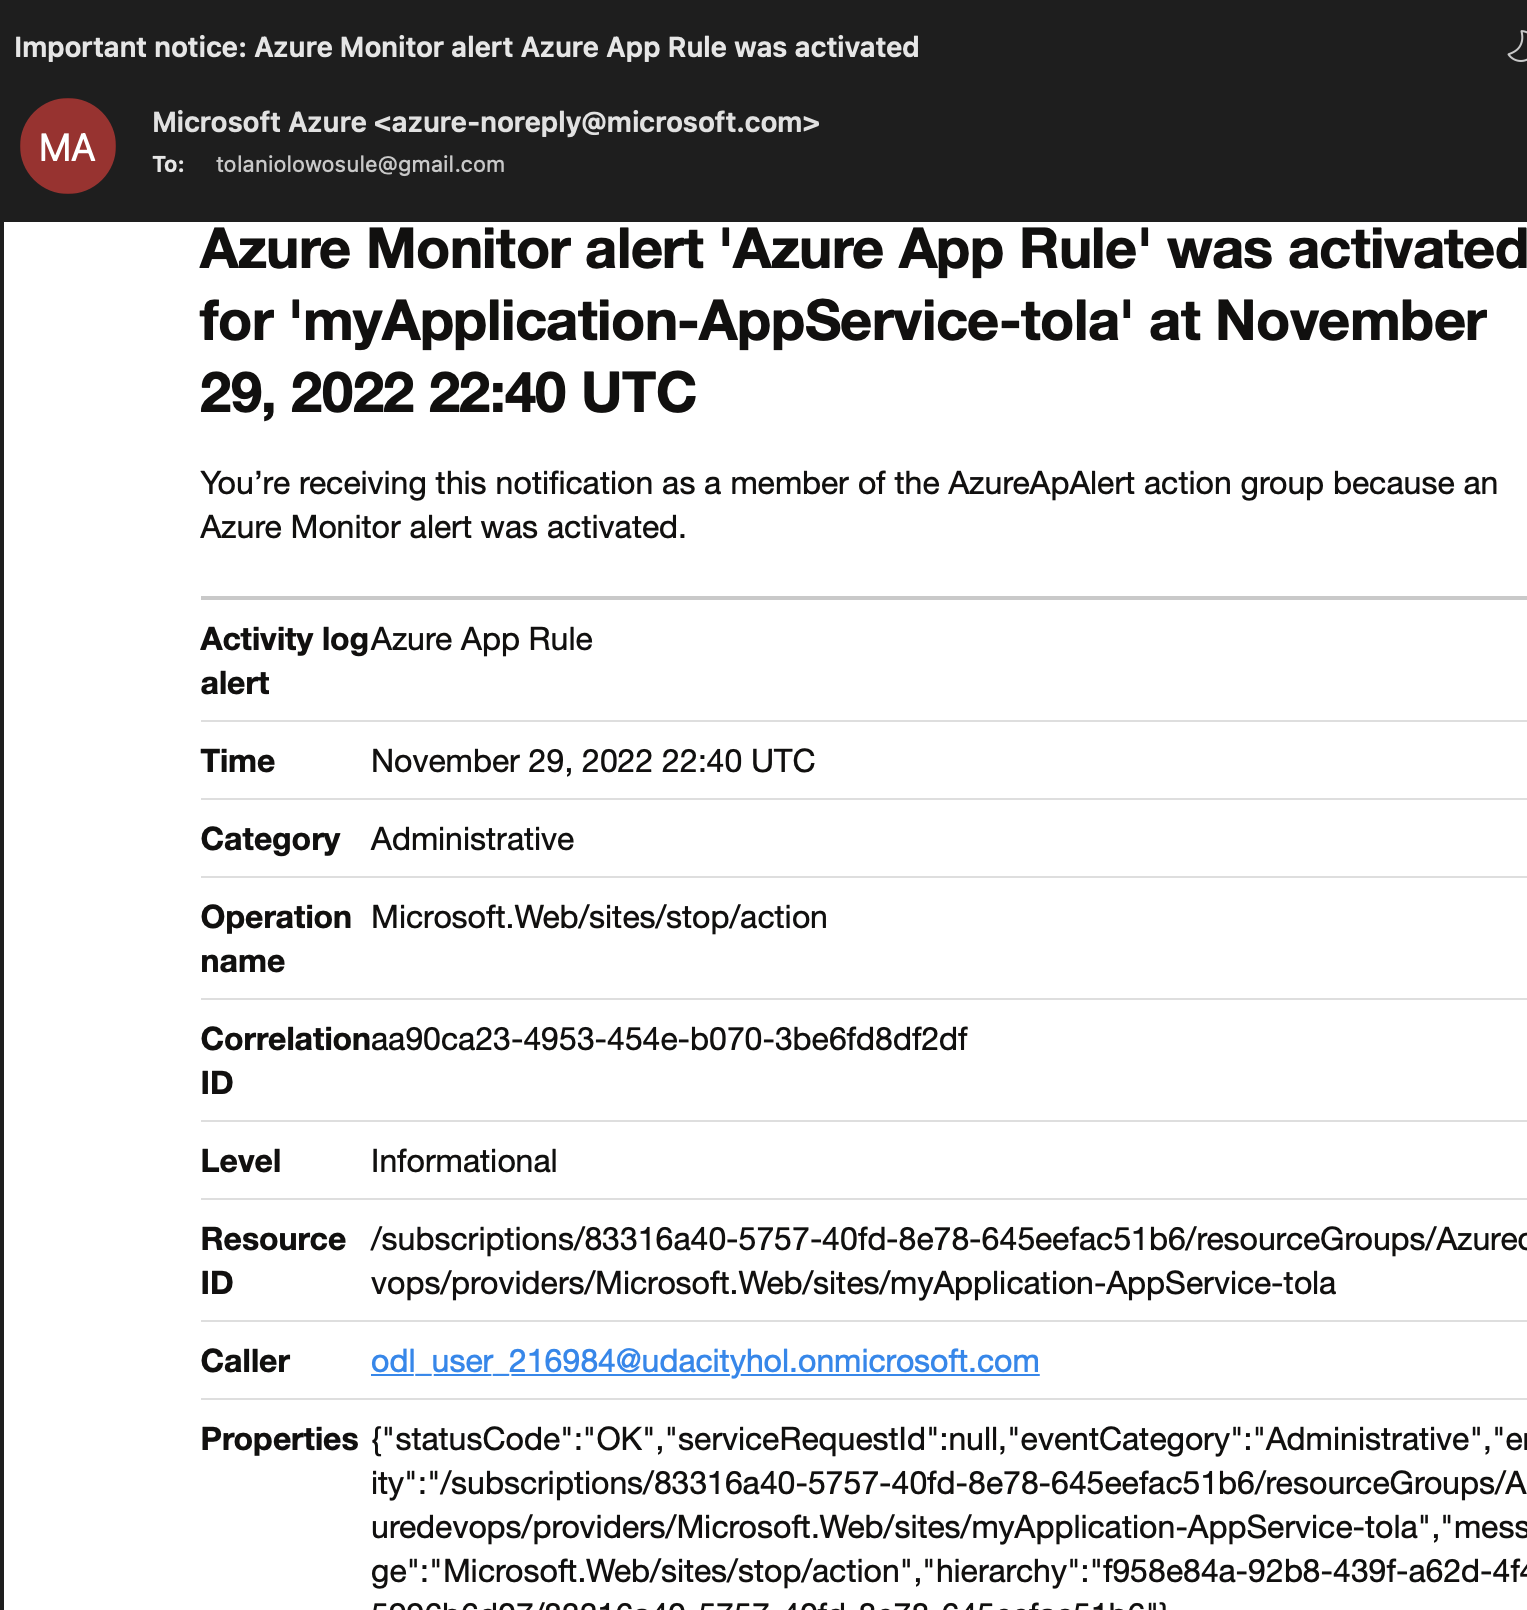 Important notice: Azure Monitor alert Azure App Rule was activated
MA
Microsoft Azure <azure-noreply@microsoft.com>
To: tolaniolowosule@gmail.com
Azure Monitor alert 'Azure App Rule' was activated
for 'myApplication-AppService-tola' at November
29, 2022 22:40 UTC
You’re receiving this notification as a member of the AzureApAlert action group because an
Azure Monitor alert was activated.
Activity log Azure App Rule
alert
Time November 29, 2022 22:40 UTC
Category Administrative
Operation Microsoft.Web/sites/stop/action
name
Correlation aa90ca23-4953-454e-b070-3be6fd8df2df
ID
Level Informational
Resource /subscriptions/83316a40-5757-40fd-8e78-645eefac51b6/resourceGroups/Azured
ID vops/providers/Microsoft.Web/sites/myApplication-AppService-tola
Caller odl_user_216984@udacityhol.onmicrosoft.com
Properties {"statusCode":"OK","serviceRequestId":null,"eventCategory":"Administrative","en
ity":"/subscriptions/83316a40-5757-40fd-8e78-645eefac51b6/resourceGroups/A
uredevops/providers/Microsoft.Web/sites/myApplication-AppService-tola","mess
ge":"Microsoft.Web/sites/stop/action","hierarchy":"f958e84a-92b8-439f-a62d-4f4